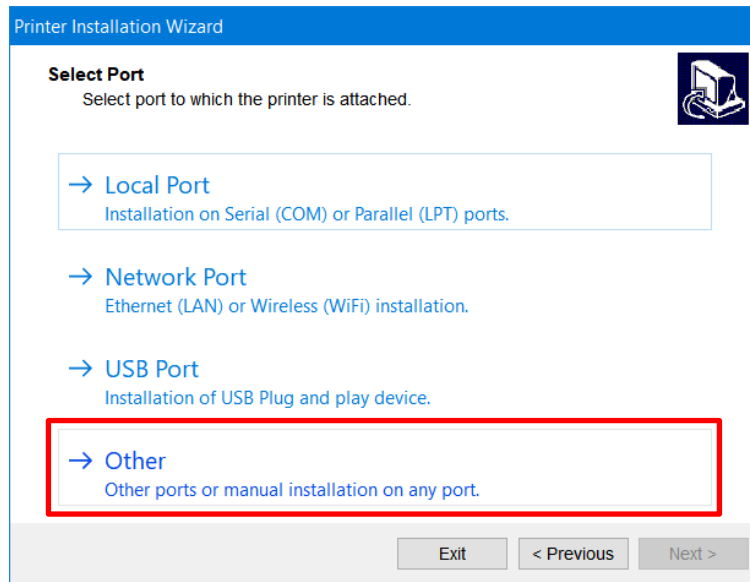 Printer Installation Wizard
Select Port
Select port to which the printer is attached.
Local Port
Installation on Serial (COM) or Parallel (LPT) ports.
Network Port
Ethernet (LAN) or Wireless (WiFi) installation.
USB Port
Installation of USB Plug and play device.
Other
Other ports or manual installation on any port.
Exit < Previous Next >